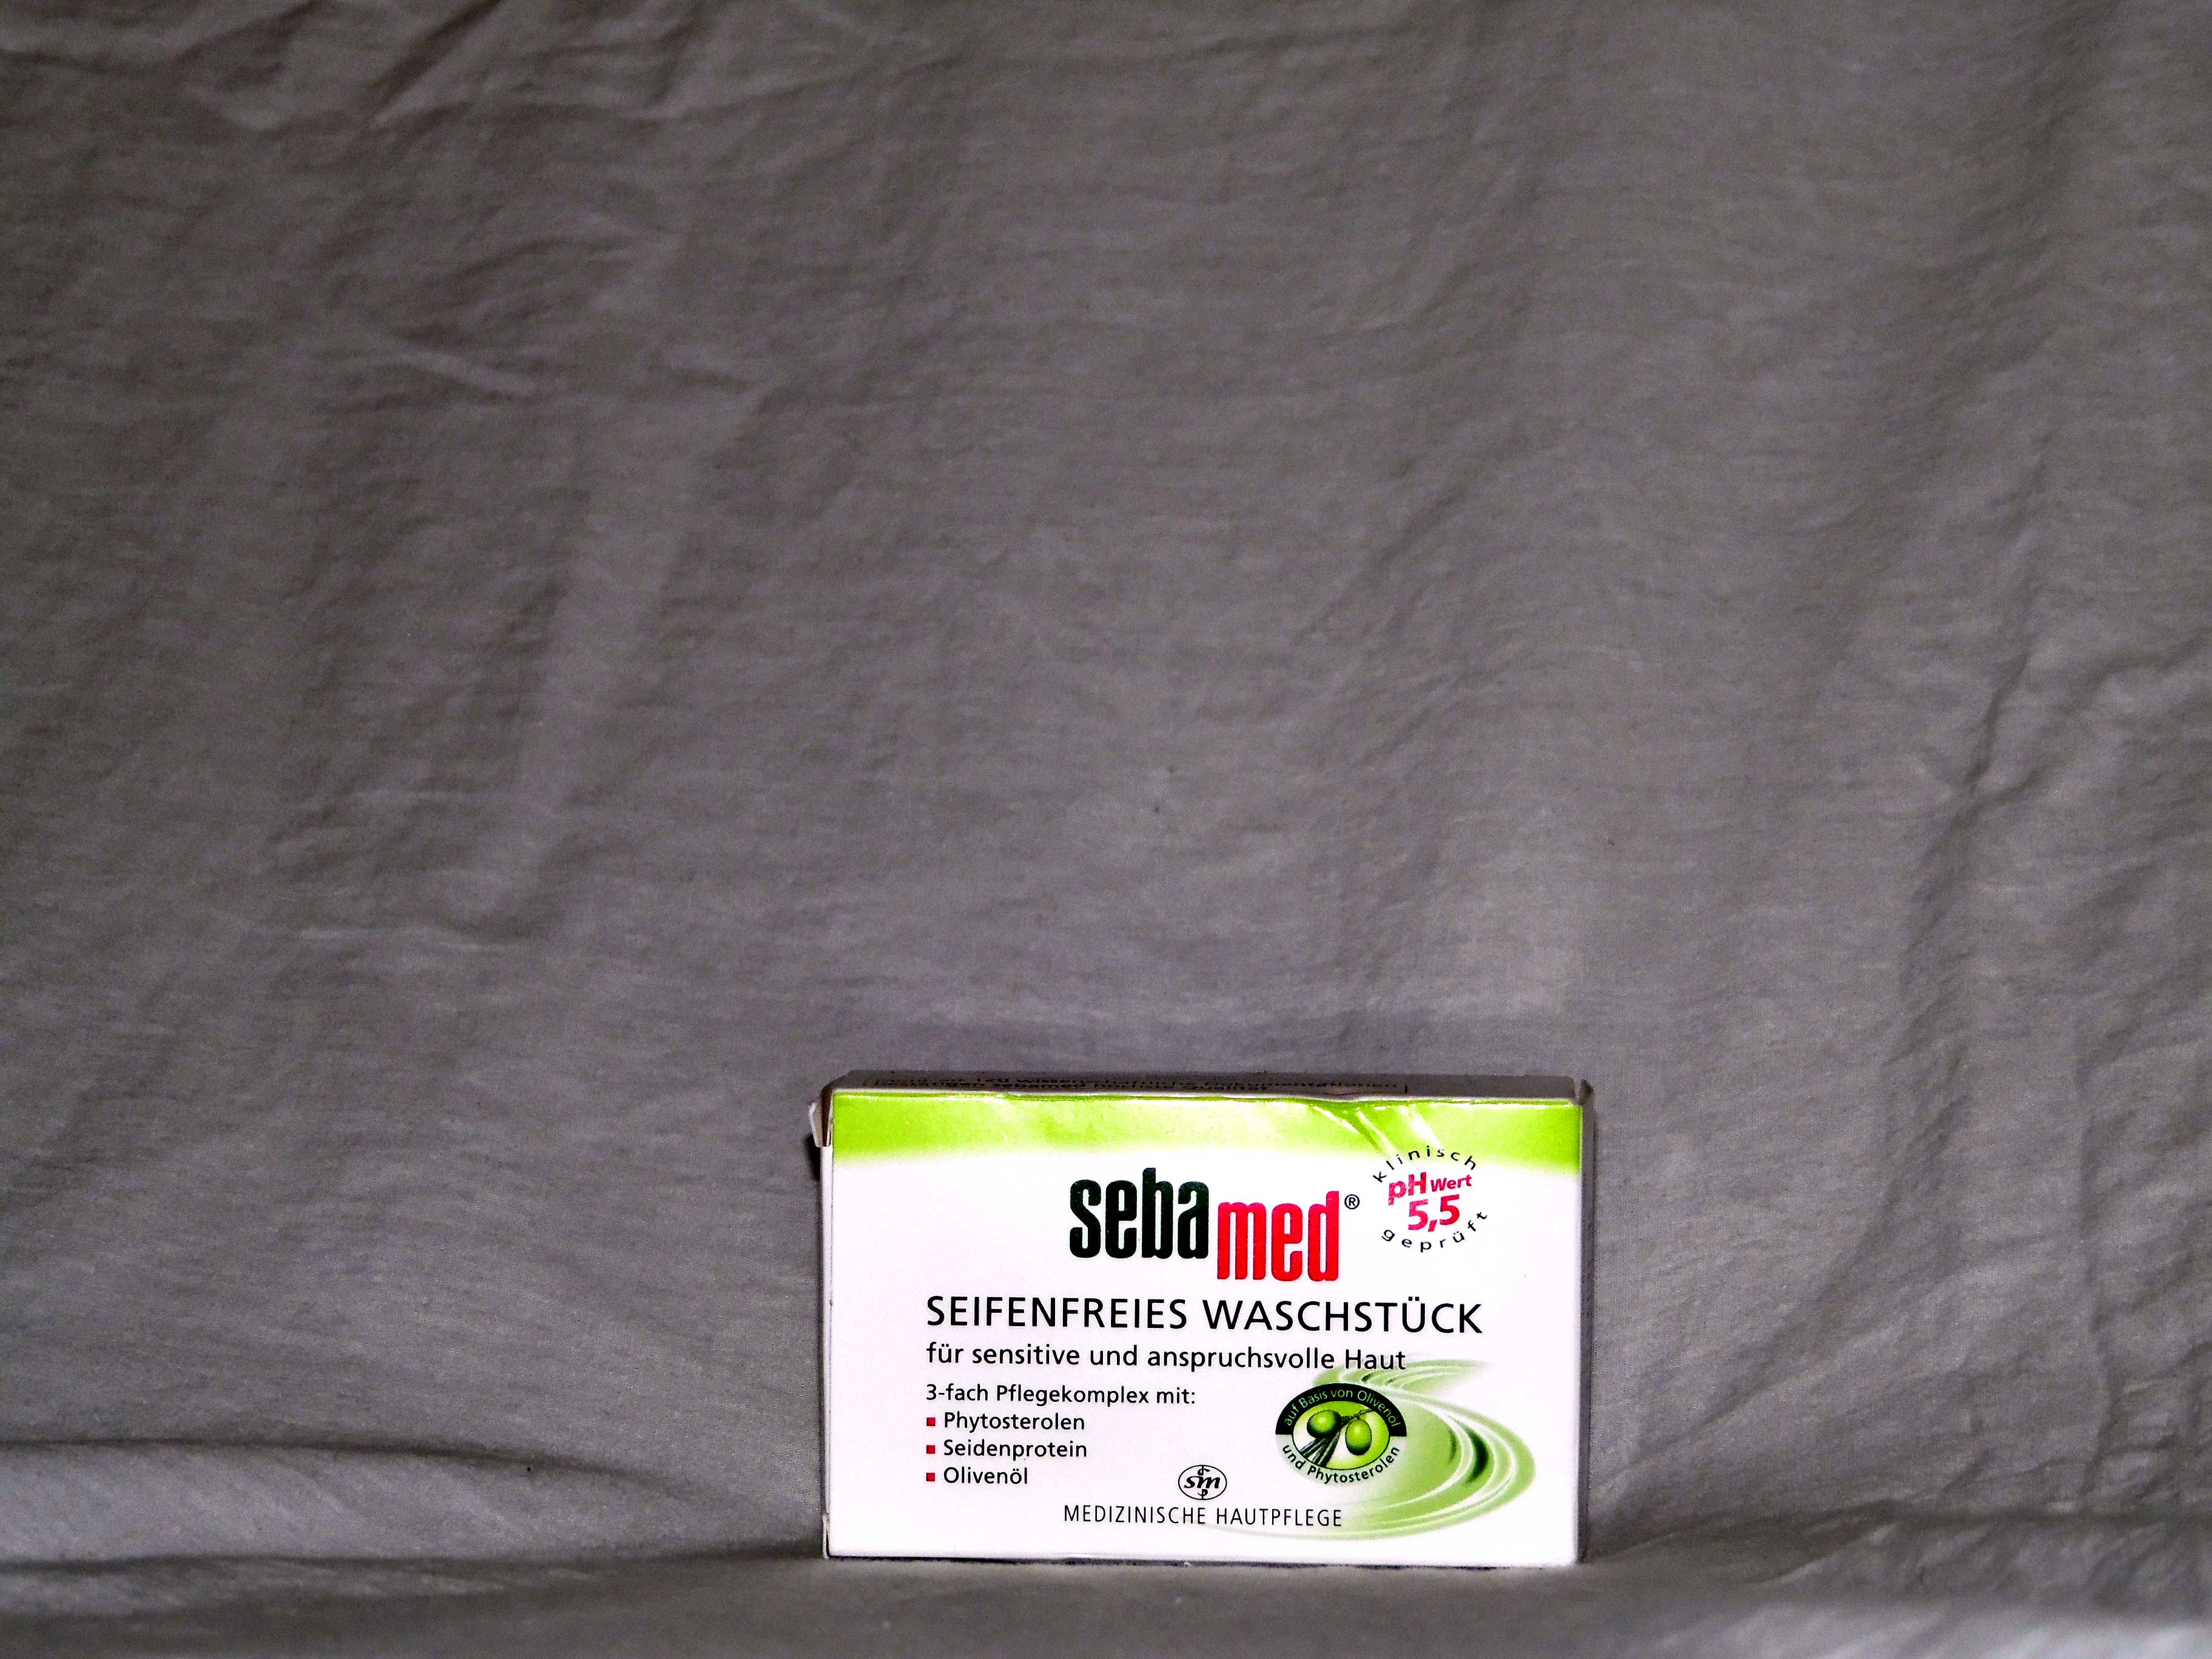 sebamed®
klinisch
pH Wert
5,5
geprüft
SEIFENFREIES WASCHSTÜCK
für sensitive und anspruchsvolle Haut
3-fach Pflegekomplex mit:
Phytosterolen
Seidenprotein
Olivenöl
auf Basis von Olivenöl
und Phytosterolen
sm
MEDIZINISCHE HAUTPFLEGE